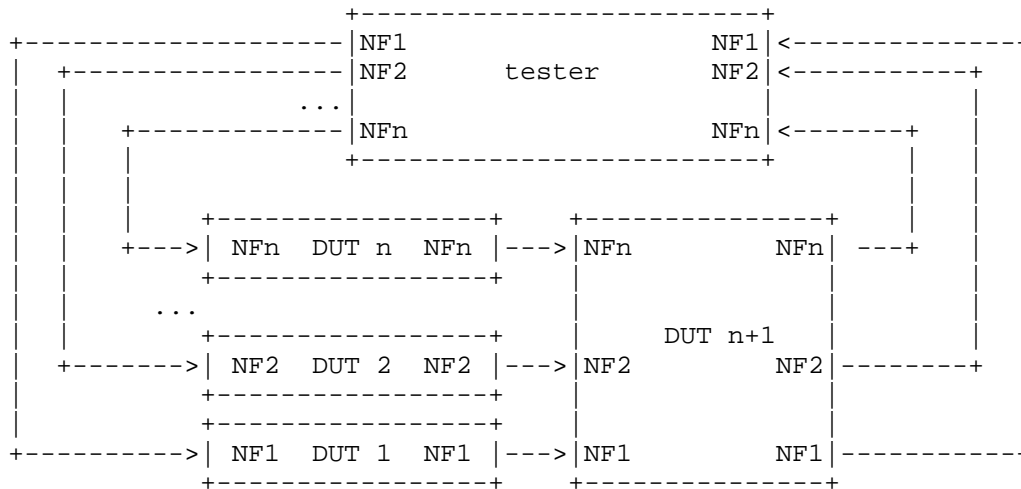 NF1 NF1
NF2 tester NF2
...
NFn NFn
NFn DUT n NFn NFn NFn
...
DUT n+1
NF2 DUT 2 NF2 NF2 NF2
NF1 DUT 1 NF1 NF1 NF1